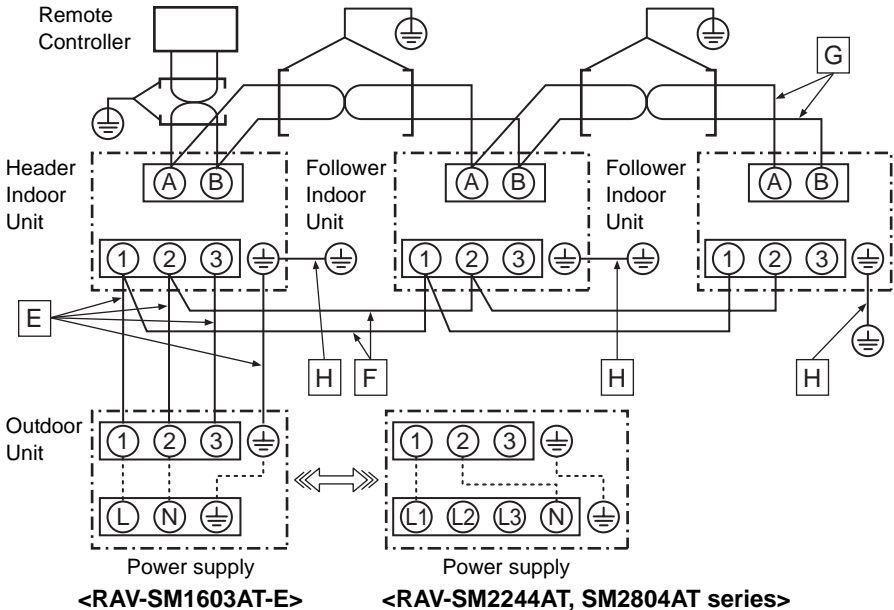 Remote
Controller
G
Header
Indoor
Unit
A B
Follower
Indoor
Unit
A B
Follower
Indoor
Unit
A B
1 2 3
1 2 3
1 2 3
E
H
F
H
H
Outdoor
Unit
1 2 3
1 2 3
L N
L1 L2 L3 N
Power supply
Power supply
<RAV-SM1603AT-E>
<RAV-SM2244AT, SM2804AT series>